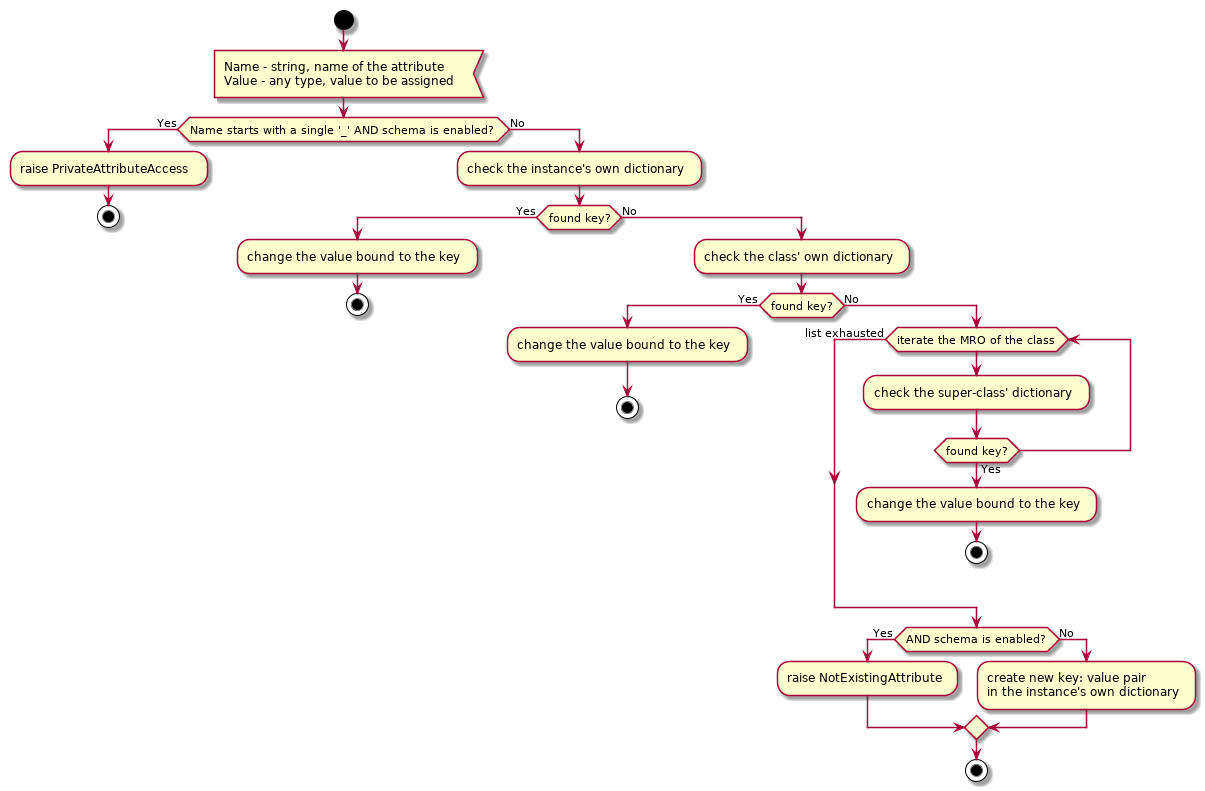 Name - string, name of the attribute
Value - any type, value to be assigned
Yes
Name starts with a single '_' AND schema is enabled?
No
raise PrivateAttributeAccess
check the instance's own dictionary
Yes
found key?
No
change the value bound to the key
check the class' own dictionary
Yes
found key?
No
change the value bound to the key
list exhausted
iterate the MRO of the class
check the super-class' dictionary
found key?
Yes
change the value bound to the key
Yes
AND schema is enabled?
No
raise NotExistingAttribute
create new key: value pair
in the instance's own dictionary